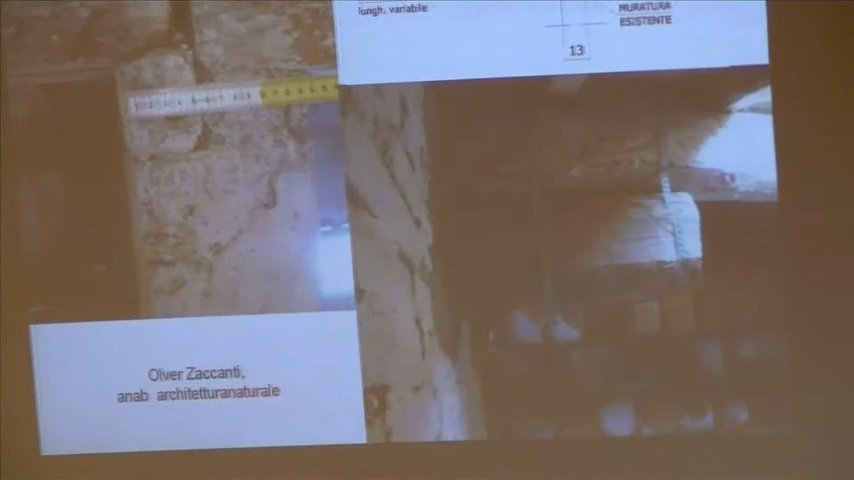 lungh. variabile:
MURATURA
ESISTENTE
13
Olver Zaccanti,
anab architetturanaturale